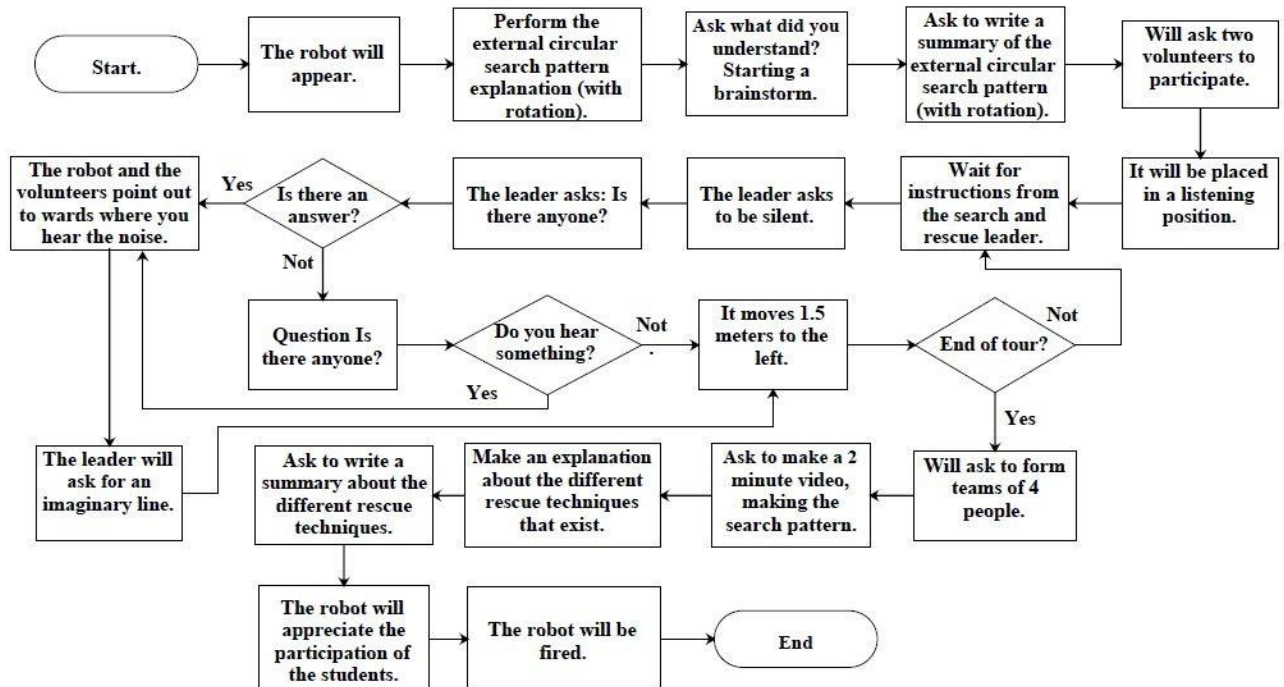 Start.
The robot will
appear.
Perform the
external circular
search pattern
explanation (with
rotation).
Ask what did you
understand?
Starting a
brainstorm.
Ask to write a
summary of the
external circular
search pattern
(with rotation).
Will ask two
volunteers to
participate.
The robot and the
volunteers point out
to wards where you
hear the noise.
Yes
Is there an
answer?
The leader asks: Is
there anyone?
The leader asks
to be silent.
Wait for
instructions from
the search and
rescue leader.
It will be placed
in a listening
position.
Not
Question Is
there anyone?
Do you hear
something?
Not
.
Yes
It moves 1.5
meters to the
left.
End of tour?
Not
Yes
The leader will
ask for an
imaginary line.
Ask to write a
summary about the
different rescue
techniques.
Make an explanation
about the different
rescue techniques
that exist.
Ask to make a 2
minute video,
making the
search pattern.
Will ask to form
teams of 4
people.
The robot will
appreciate the
participation of
the students.
The robot will be
fired.
End